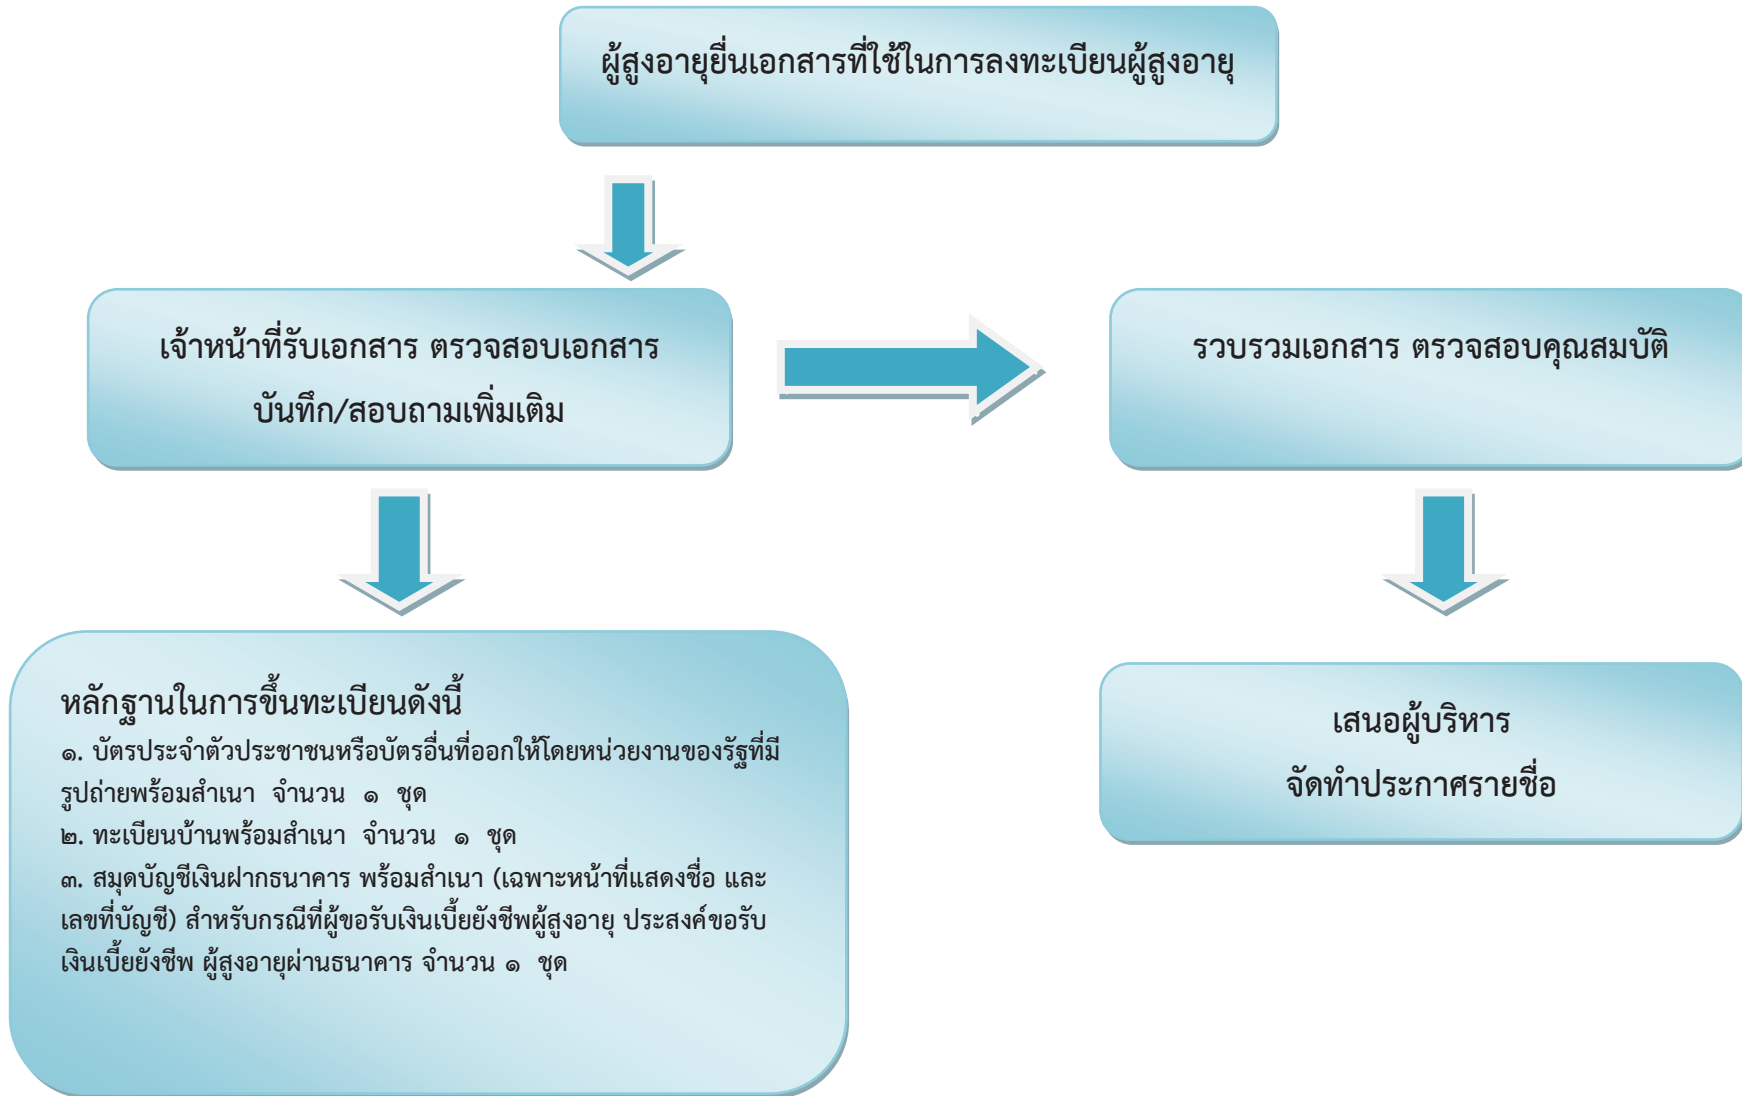 ผู้สูงอายุยื่นเอกสารที่ใช้ในการลงทะเบียนผู้สูงอายุ
เจ้าหน้าที่รับเอกสาร ตรวจสอบเอกสาร
บันทึก/สอบถามเพิ่มเติม
รวบรวมเอกสาร ตรวจสอบคุณสมบัติ
หลักฐานในการขึ้นทะเบียนดังนี้
๑. บัตรประจำตัวประชาชนหรือบัตรอื่นที่ออกให้โดยหน่วยงานของรัฐที่มี
รูปถ่ายพร้อมสำเนา จำนวน ๑ ชุด
๒. ทะเบียนบ้านพร้อมสำเนา จำนวน ๑ ชุด
๓. สมุดบัญชีเงินฝากธนาคาร พร้อมสำเนา (เฉพาะหน้าที่แสดงชื่อ และ
เลขที่บัญชี) สำหรับกรณีที่ผู้ขอรับเงินเบี้ยยังชีพผู้สูงอายุ ประสงค์ขอรับ
เงินเบี้ยยังชีพ ผู้สูงอายุผ่านธนาคาร จำนวน ๑ ชุด
เสนอผู้บริหาร
จัดทำประกาศรายชื่อ